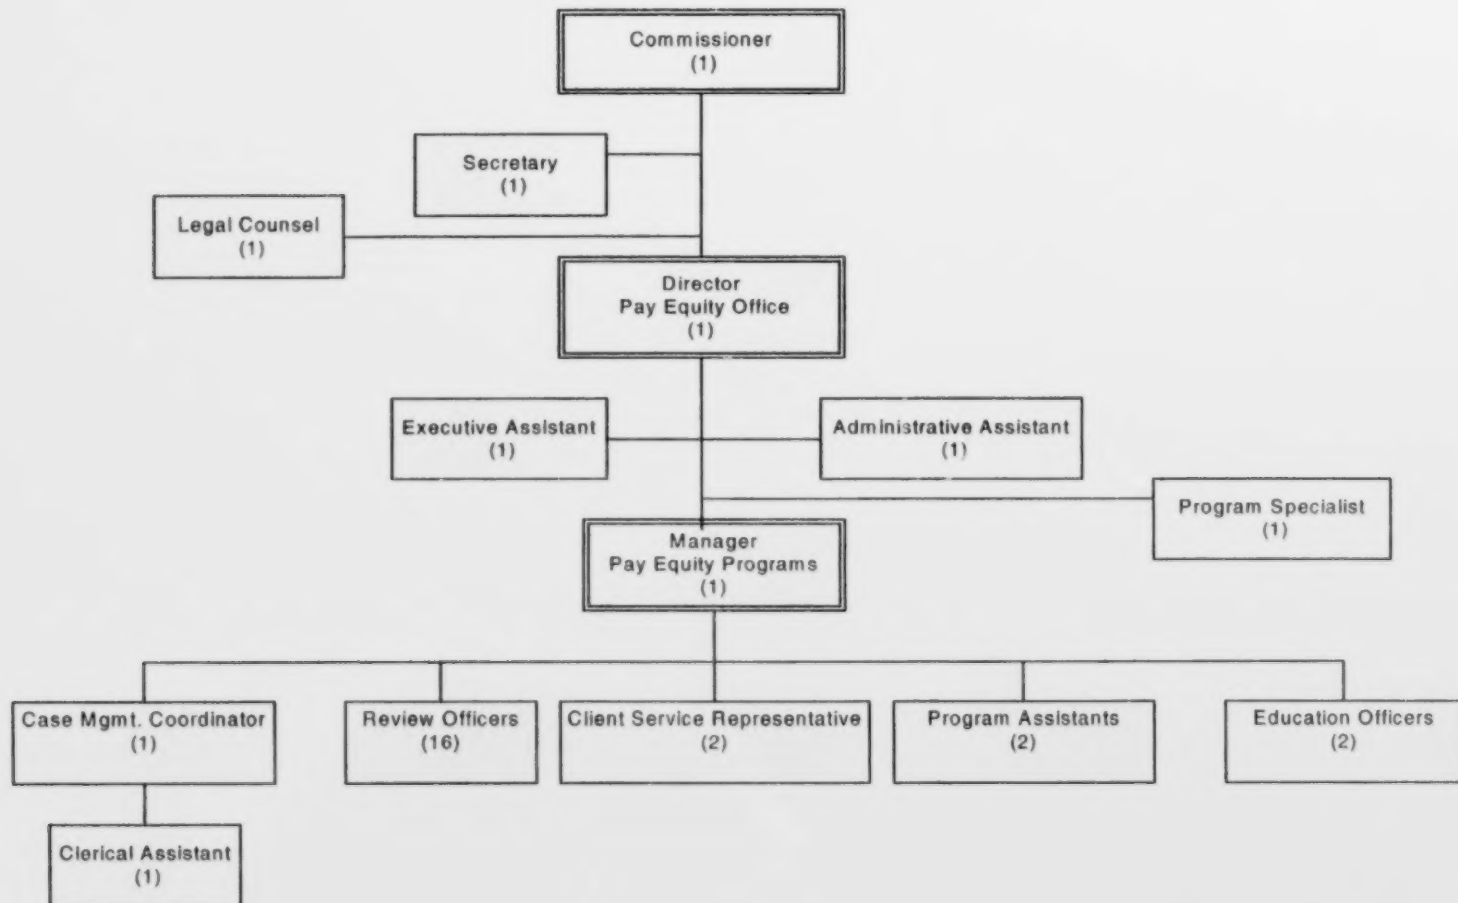 Commissioner
(1)
Secretary
(1)
Legal Counsel
(1)
Director
Pay Equity Office
(1)
Executive Assistant
(1)
Administrative Assistant
(1)
Program Specialist
(1)
Manager
Pay Equity Programs
(1)
Case Mgmt. Coordinator
(1)
Review Officers
(16)
Client Service Representative
(2)
Program Assistants
(2)
Education Officers
(2)
Clerical Assistant
(1)